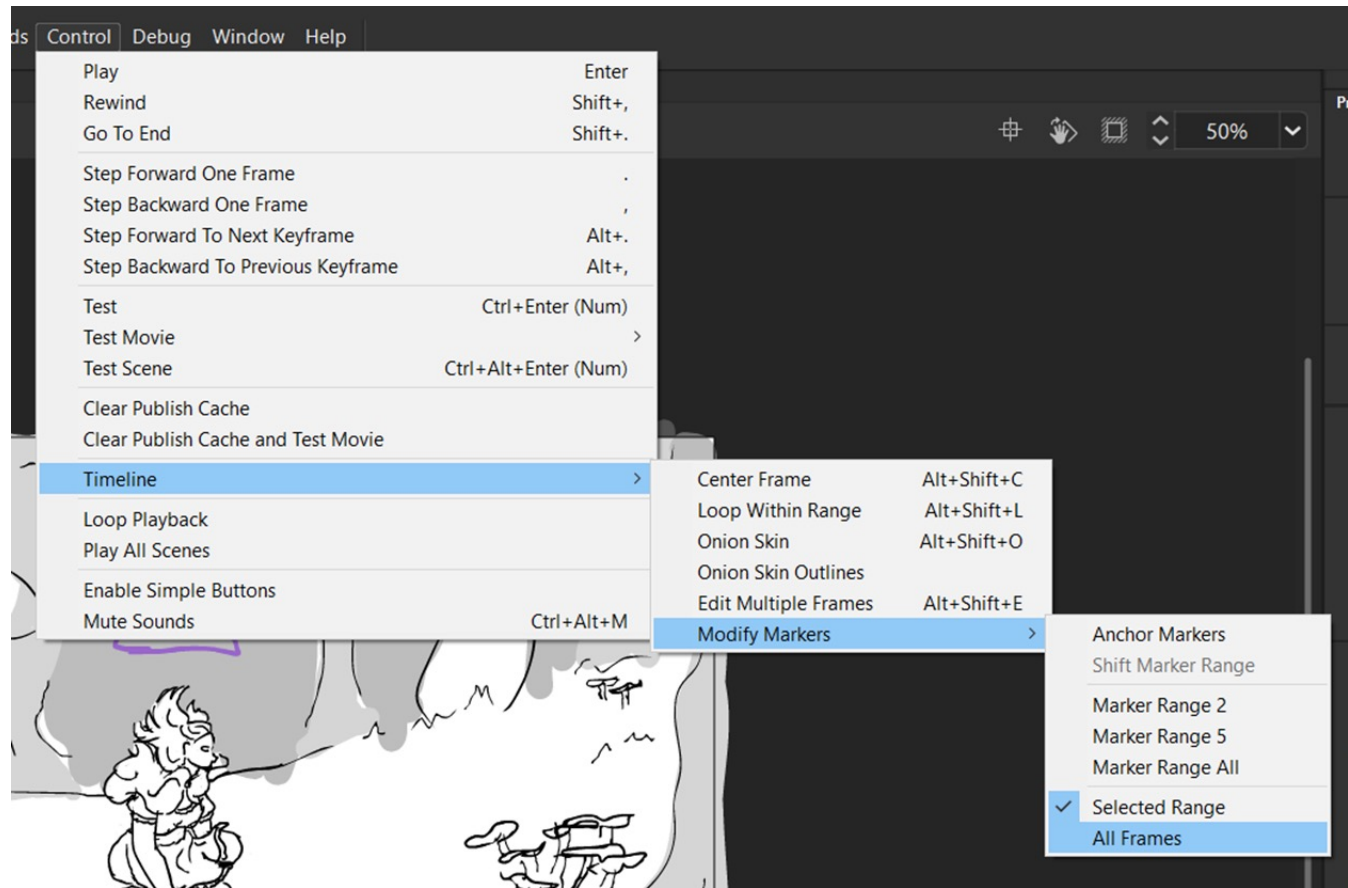 ds Control Debug Window Help
Play Enter
Rewind Shift+,
Go To End Shift+.
50%
Step Forward One Frame .
Step Backward One Frame ,
Step Forward To Next Keyframe Alt+.
Step Backward To Previous Keyframe Alt+,
Test Ctrl+Enter (Num)
Test Movie >
Test Scene Ctrl+Alt+Enter (Num)
Clear Publish Cache
Clear Publish Cache and Test Movie
Timeline >
Loop Playback
Play All Scenes
Enable Simple Buttons
Mute Sounds Ctrl+Alt+M
Center Frame Alt+Shift+C
Loop Within Range Alt+Shift+L
Onion Skin Alt+Shift+O
Onion Skin Outlines
Edit Multiple Frames Alt+Shift+E
Modify Markers >
Anchor Markers
Shift Marker Range
Marker Range 2
Marker Range 5
Marker Range All
Selected Range
All Frames